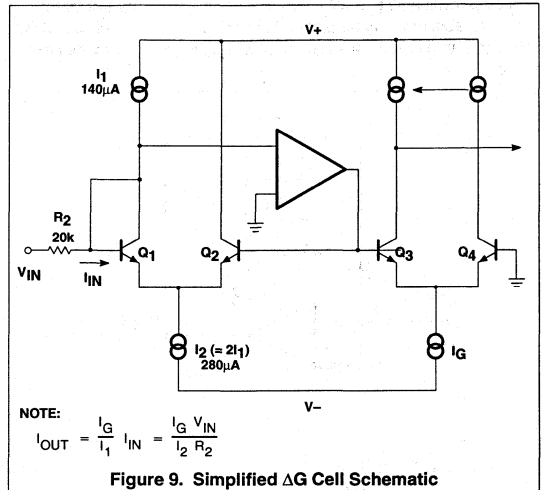 V+
I1
140µA
R2
20k
VIN
IIN
Q1
Q2
Q3
Q4
I2 (= 2I1)
280µA
IG
V–
NOTE:
IOUT = IG/I1 IIN = IG VIN/I2 R2
Figure 9. Simplified ΔG Cell Schematic